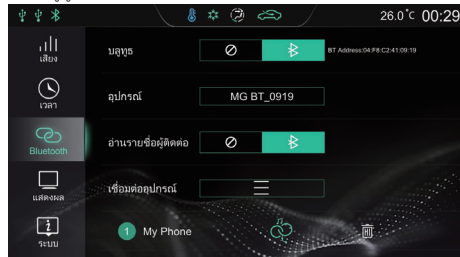 26.0°C 00:29
เสียง
บลูทูธ
BT Address:04:F8:C2:41:09:19
เวลา
อุปกรณ์
MG BT_0919
Bluetooth
อ่านรายชื่อผู้ติดต่อ
แสดงผล
เชื่อมต่ออุปกรณ์
ระบบ
1 My Phone